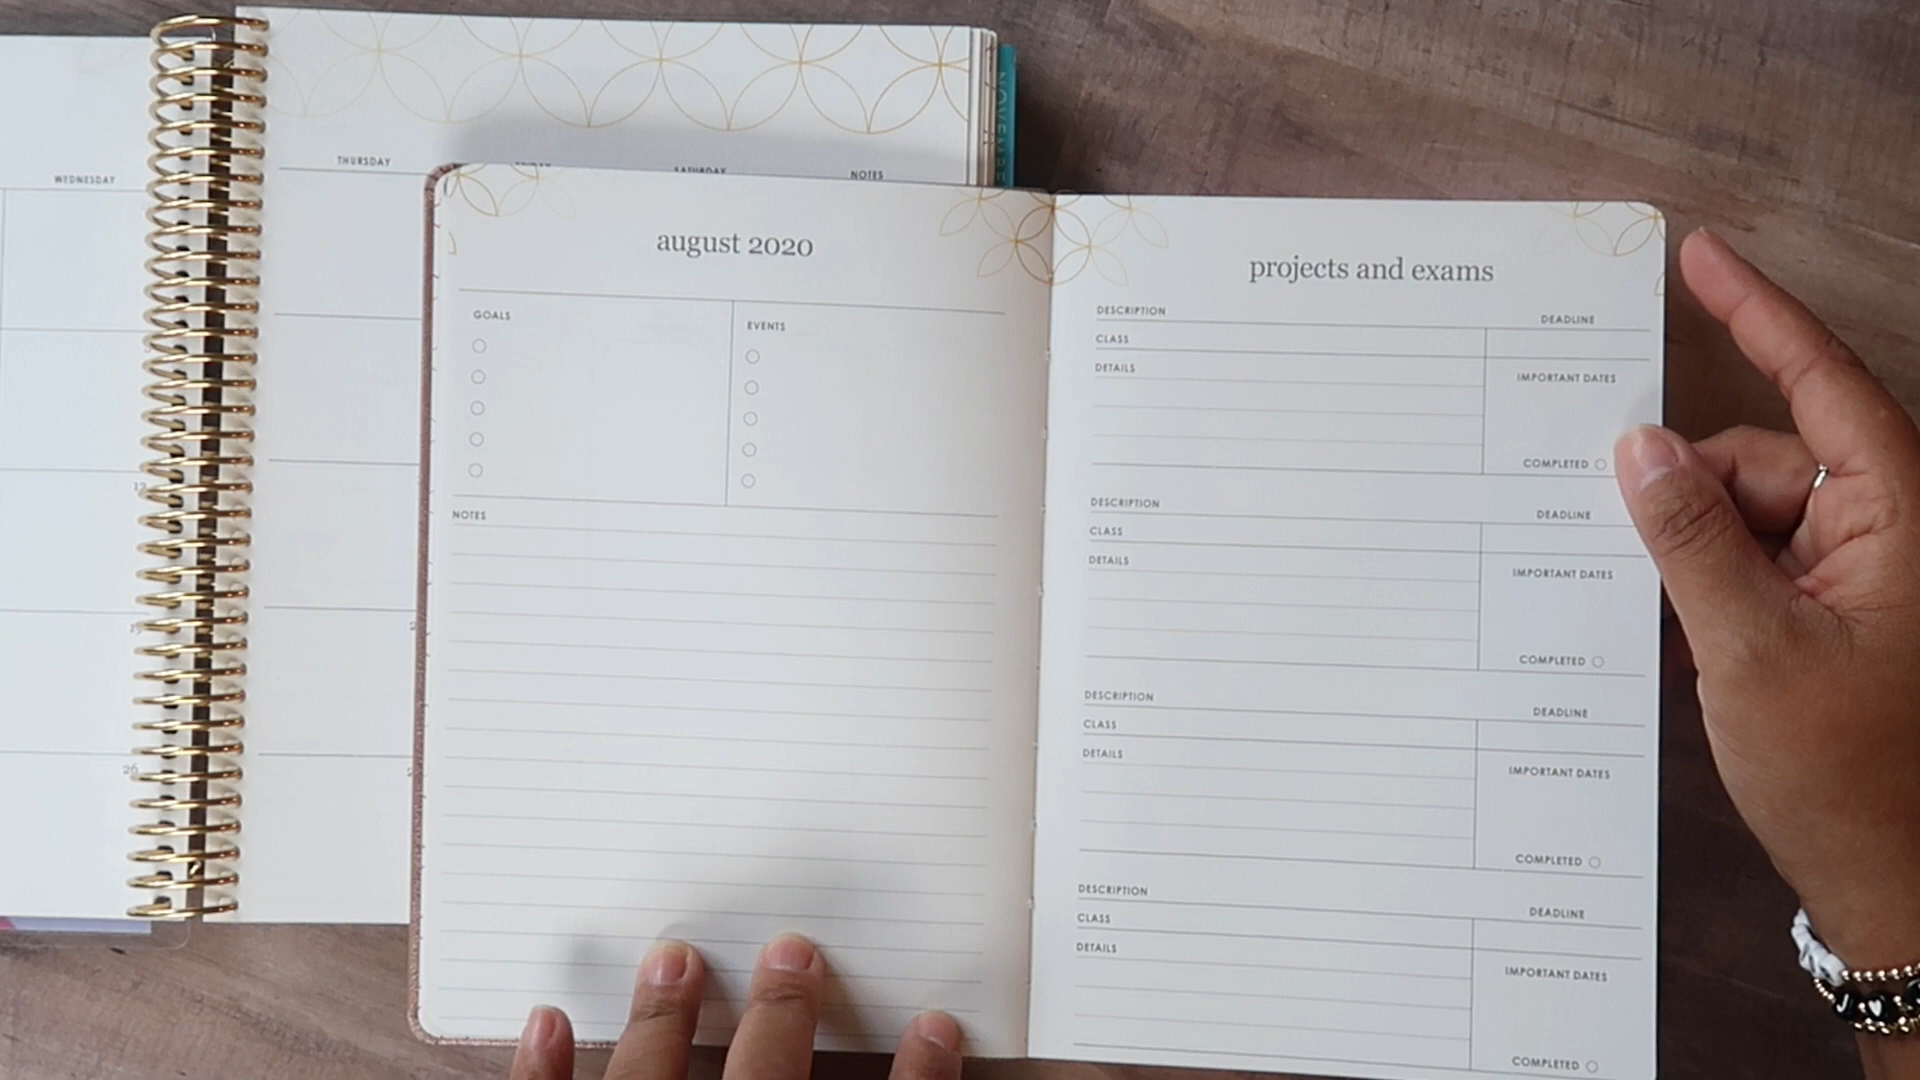 NOVEMBER
WEDNESDAY
THURSDAY
SATURDAY
NOTES
26
august 2020
GOALS
EVENTS
NOTES
projects and exams
DESCRIPTION
DEADLINE
CLASS
DETAILS
IMPORTANT DATES
COMPLETED
DESCRIPTION
DEADLINE
CLASS
DETAILS
IMPORTANT DATES
COMPLETED
DESCRIPTION
DEADLINE
CLASS
DETAILS
IMPORTANT DATES
COMPLETED
DESCRIPTION
DEADLINE
CLASS
DETAILS
IMPORTANT DATES
COMPLETED